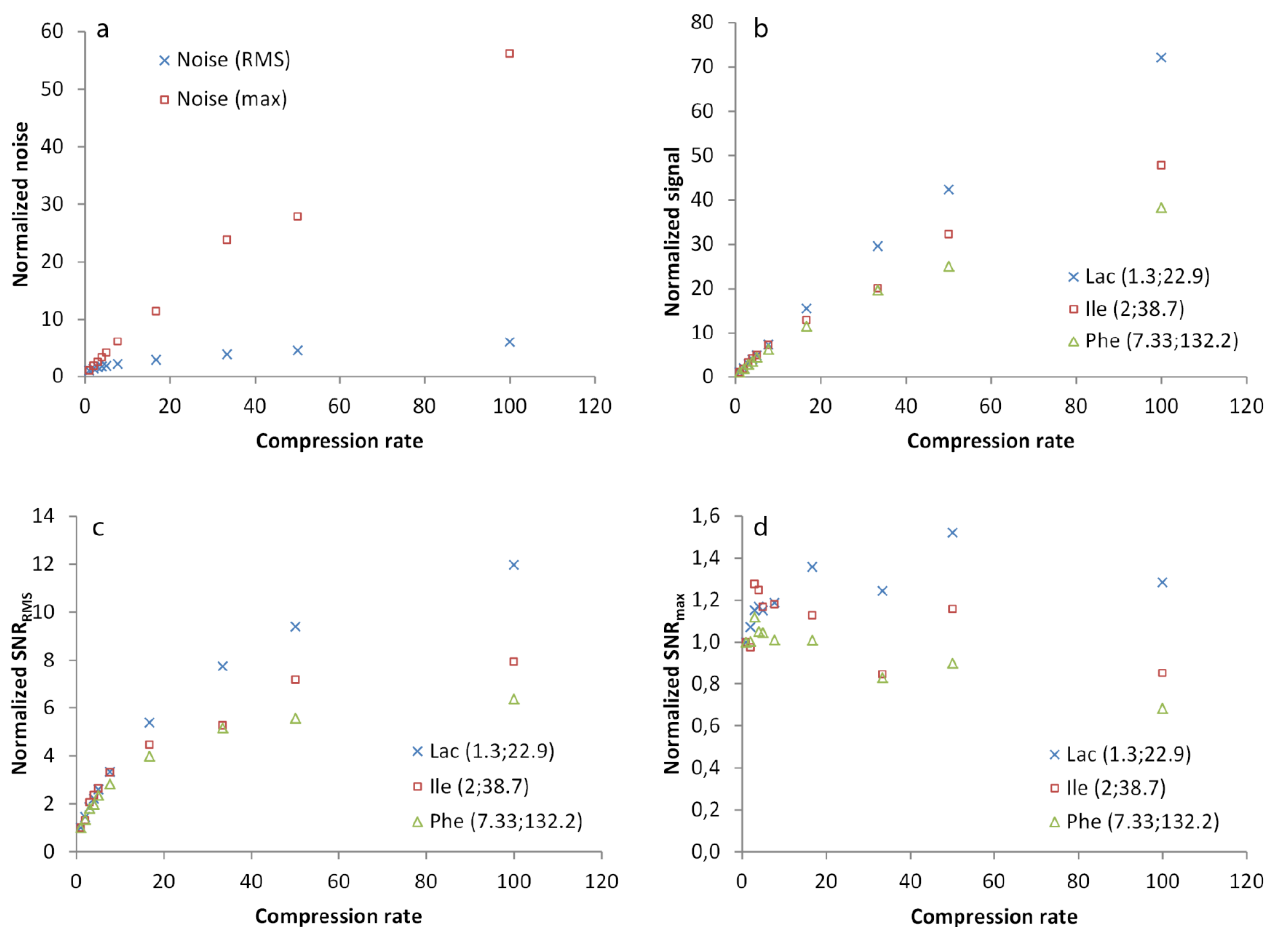 a
60
50
40
30
20
10
0
Normalized noise
Noise (RMS)
Noise (max)
0 20 40 60 80 100 120
Compression rate
b
80
70
60
50
40
30
20
10
0
Normalized signal
Lac (1.3;22.9)
Ile (2;38.7)
Phe (7.33;132.2)
0 20 40 60 80 100 120
Compression rate
c
14
12
10
8
6
4
2
0
Normalized SNRRMS
Lac (1.3;22.9)
Ile (2;38.7)
Phe (7.33;132.2)
0 20 40 60 80 100 120
Compression rate
d
1,6
1,4
1,2
1,0
0,8
0,6
0,4
0,2
0,0
Normalized SNRmax
Lac (1.3;22.9)
Ile (2;38.7)
Phe (7.33;132.2)
0 20 40 60 80 100 120
Compression rate